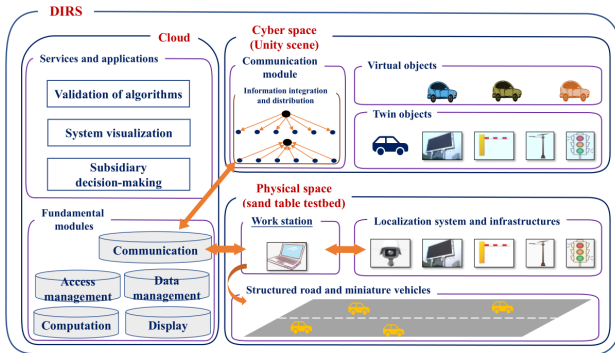 DIRS
Cloud
Services and applications
Validation of algorithms
System visualization
Subsidiary
decision-making
Fundamental
modules
Communication
Access
management
Data
management
Computation
Display
Cyber space
(Unity scene)
Communication
module
Information integration
and distribution
Virtual objects
Twin objects
Physical space
(sand table testbed)
Work station
Localization system and infrastructures
Structured road and miniature vehicles